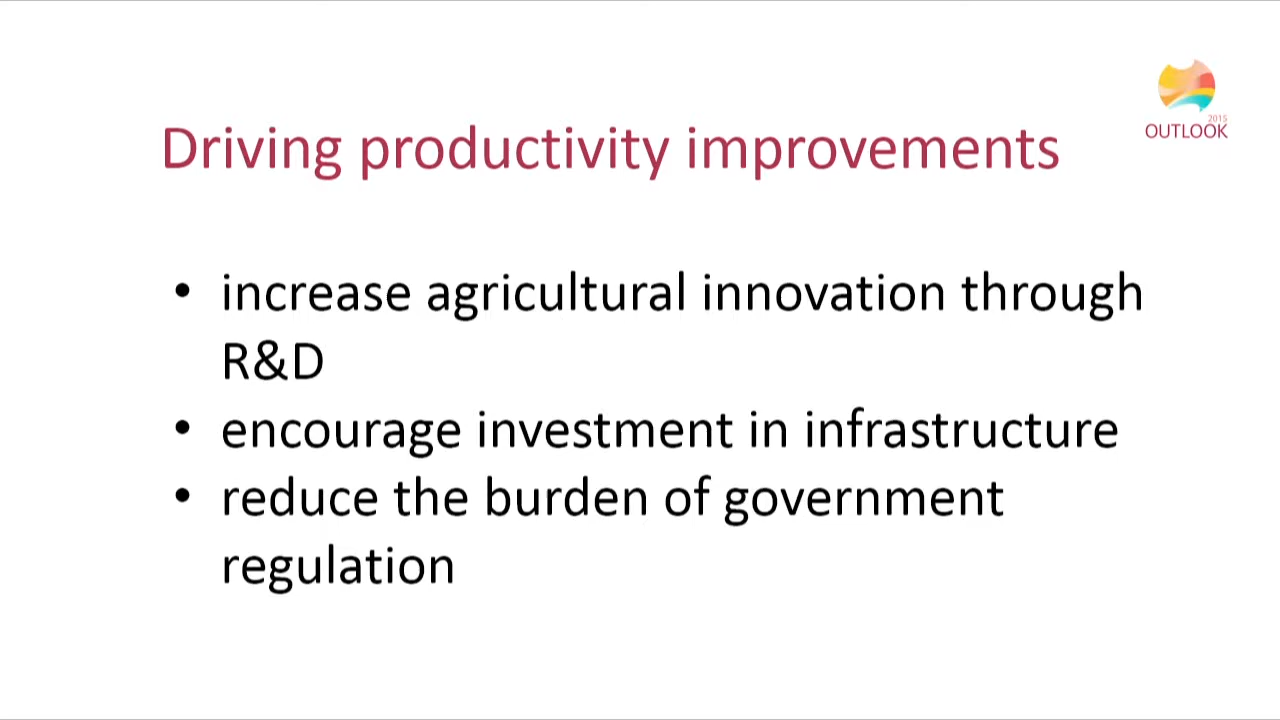 2015
OUTLOOK
Driving productivity improvements
• increase agricultural innovation through
R&D
• encourage investment in infrastructure
• reduce the burden of government
regulation